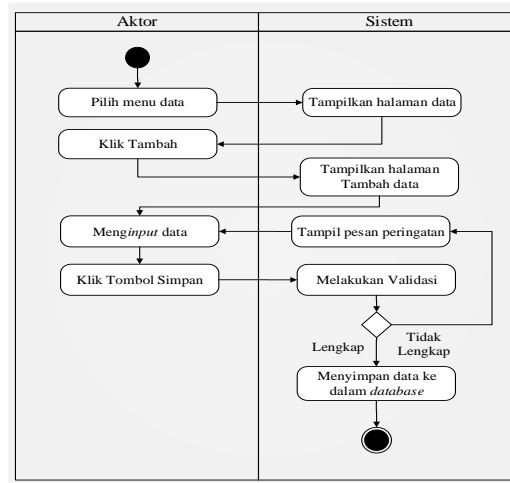 Aktor
Sistem
Pilih menu data
Tampilkan halaman data
Klik Tambah
Tampilkan halaman
Tambah data
Menginput data
Tampil pesan peringatan
Klik Tombol Simpan
Melakukan Validasi
Lengkap
Tidak
Lengkap
Menyimpan data ke
dalam database